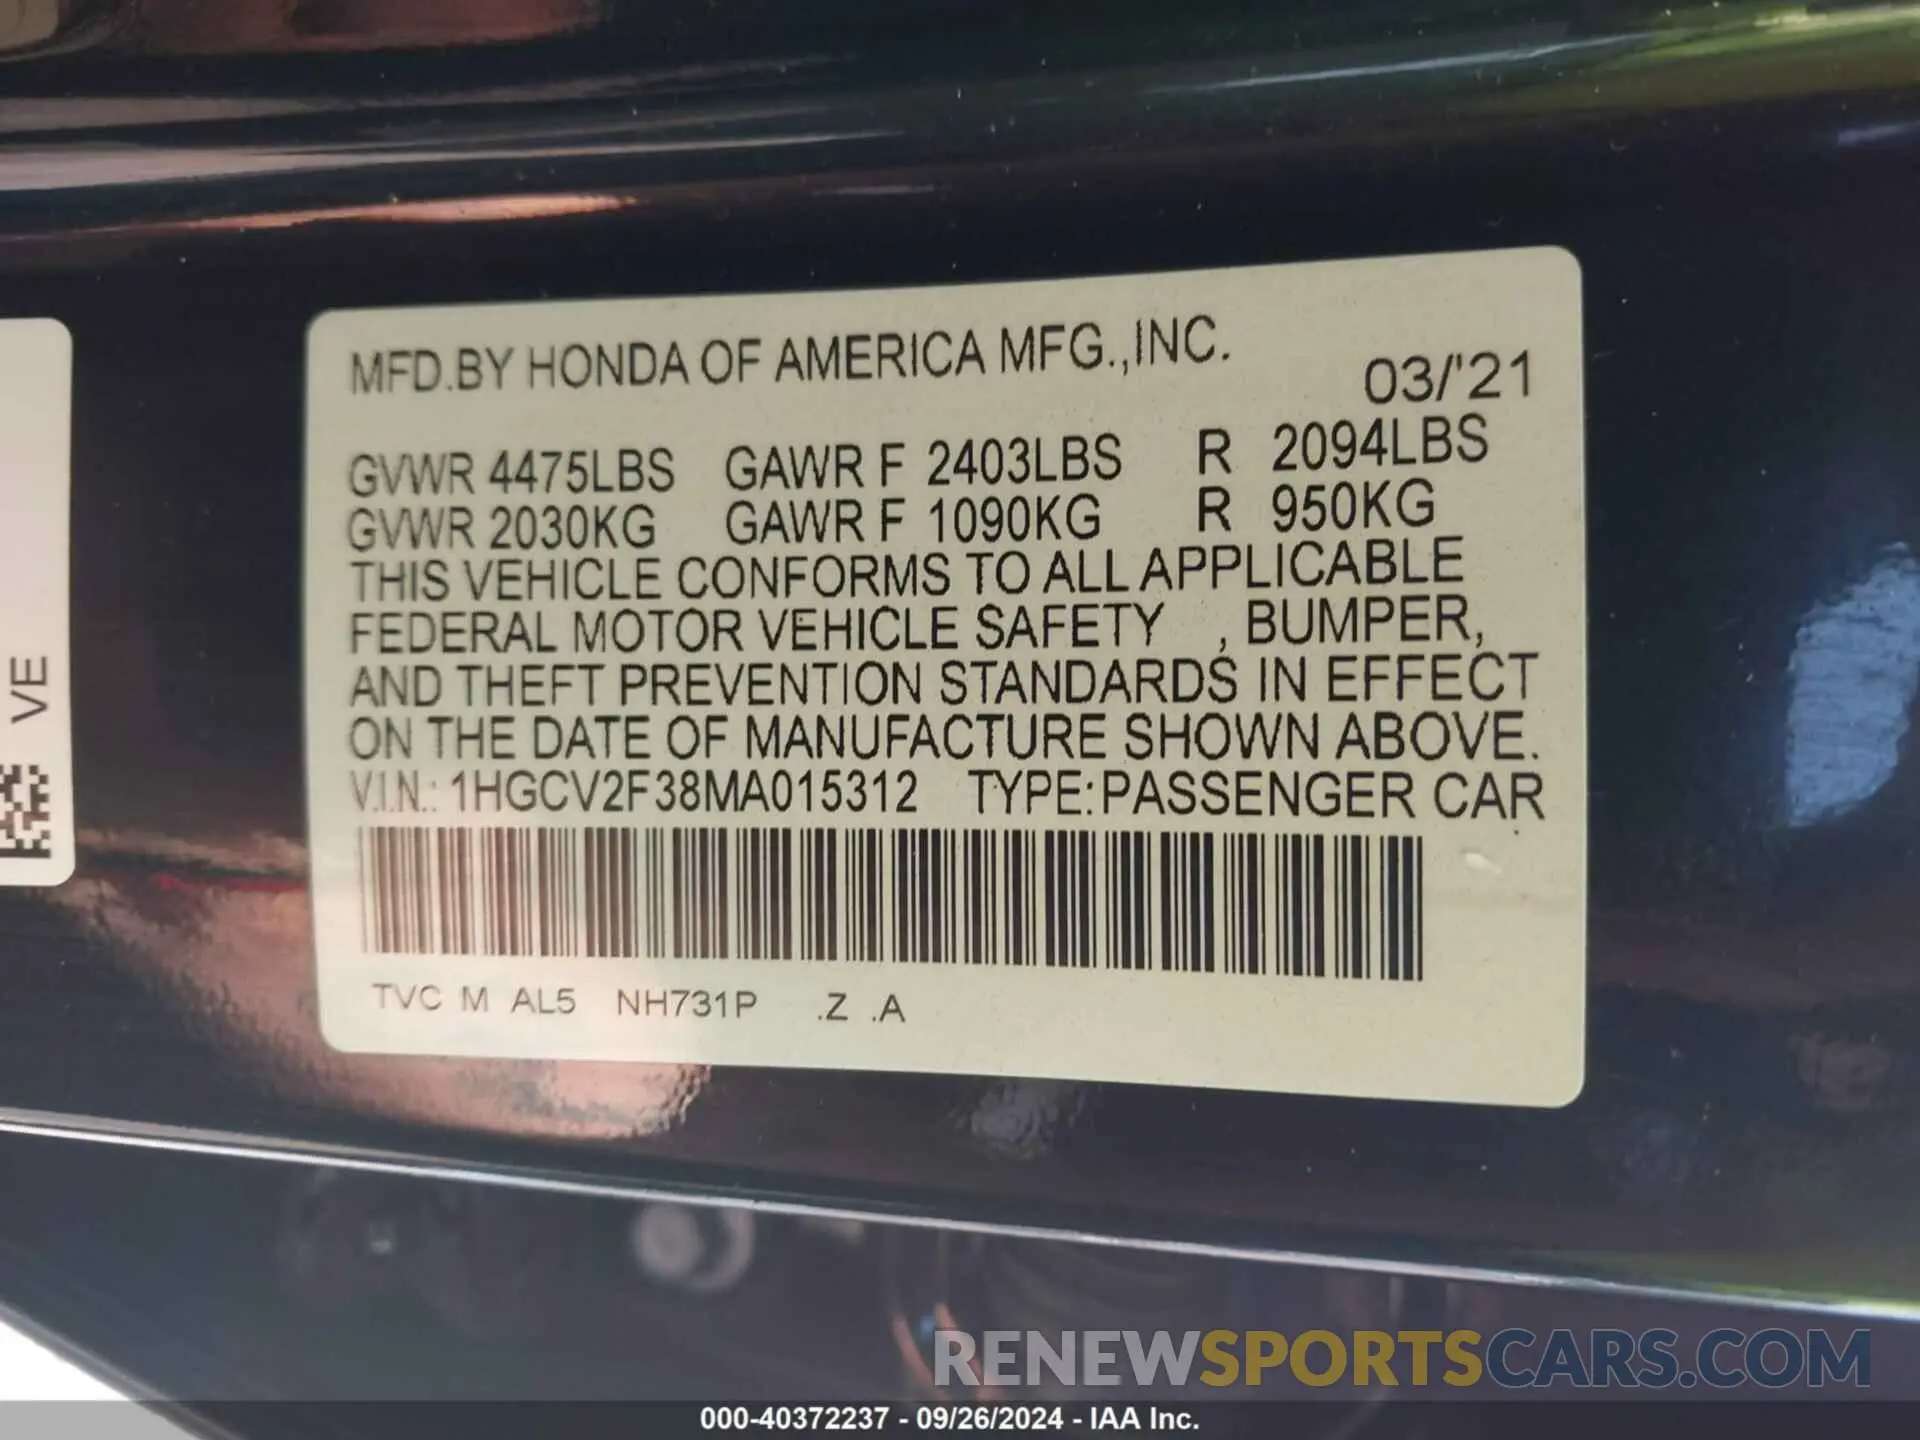 MFD.BY HONDA OF AMERICA MFG.,INC.
03/'21
GVWR 4475LBS GAWR F 2403LBS R 2094LBS
GVWR 2030KG GAWR F 1090KG R 950KG
THIS VEHICLE CONFORMS TO ALL APPLICABLE
FEDERAL MOTOR VEHICLE SAFETY , BUMPER,
AND THEFT PREVENTION STANDARDS IN EFFECT
ON THE DATE OF MANUFACTURE SHOWN ABOVE.
V.I.N.: 1HGCV2F38MA015312 TYPE:PASSENGER CAR
TVC M AL5 NH731P .Z .A
VE
RENEWSPORTSCARS.COM
000-40372237 - 09/26/2024 - IAA Inc.